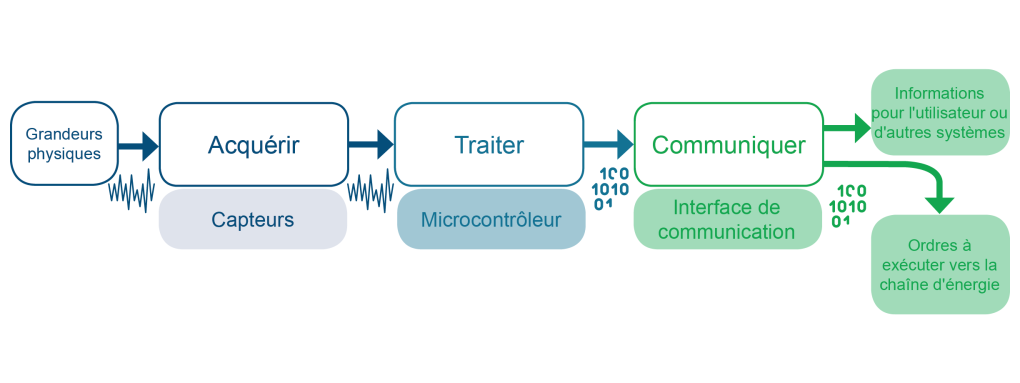 Grandeurs
physiques
Acquérir
Capteurs
Traiter
Microcontrôleur
100
1010
01
Communiquer
Interface de
communication
100
1010
01
Informations
pour l'utilisateur ou
d'autres systèmes
Ordres à
exécuter vers la
chaîne d'énergie